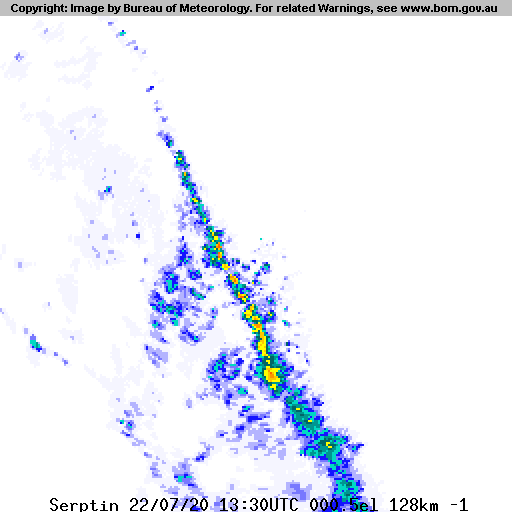 Copyright: Image by Bureau of Meteorology. For related Warnings, see www.bom.gov.au
Serptin 22/07/20 13:30UTC 000.5el 128km -1